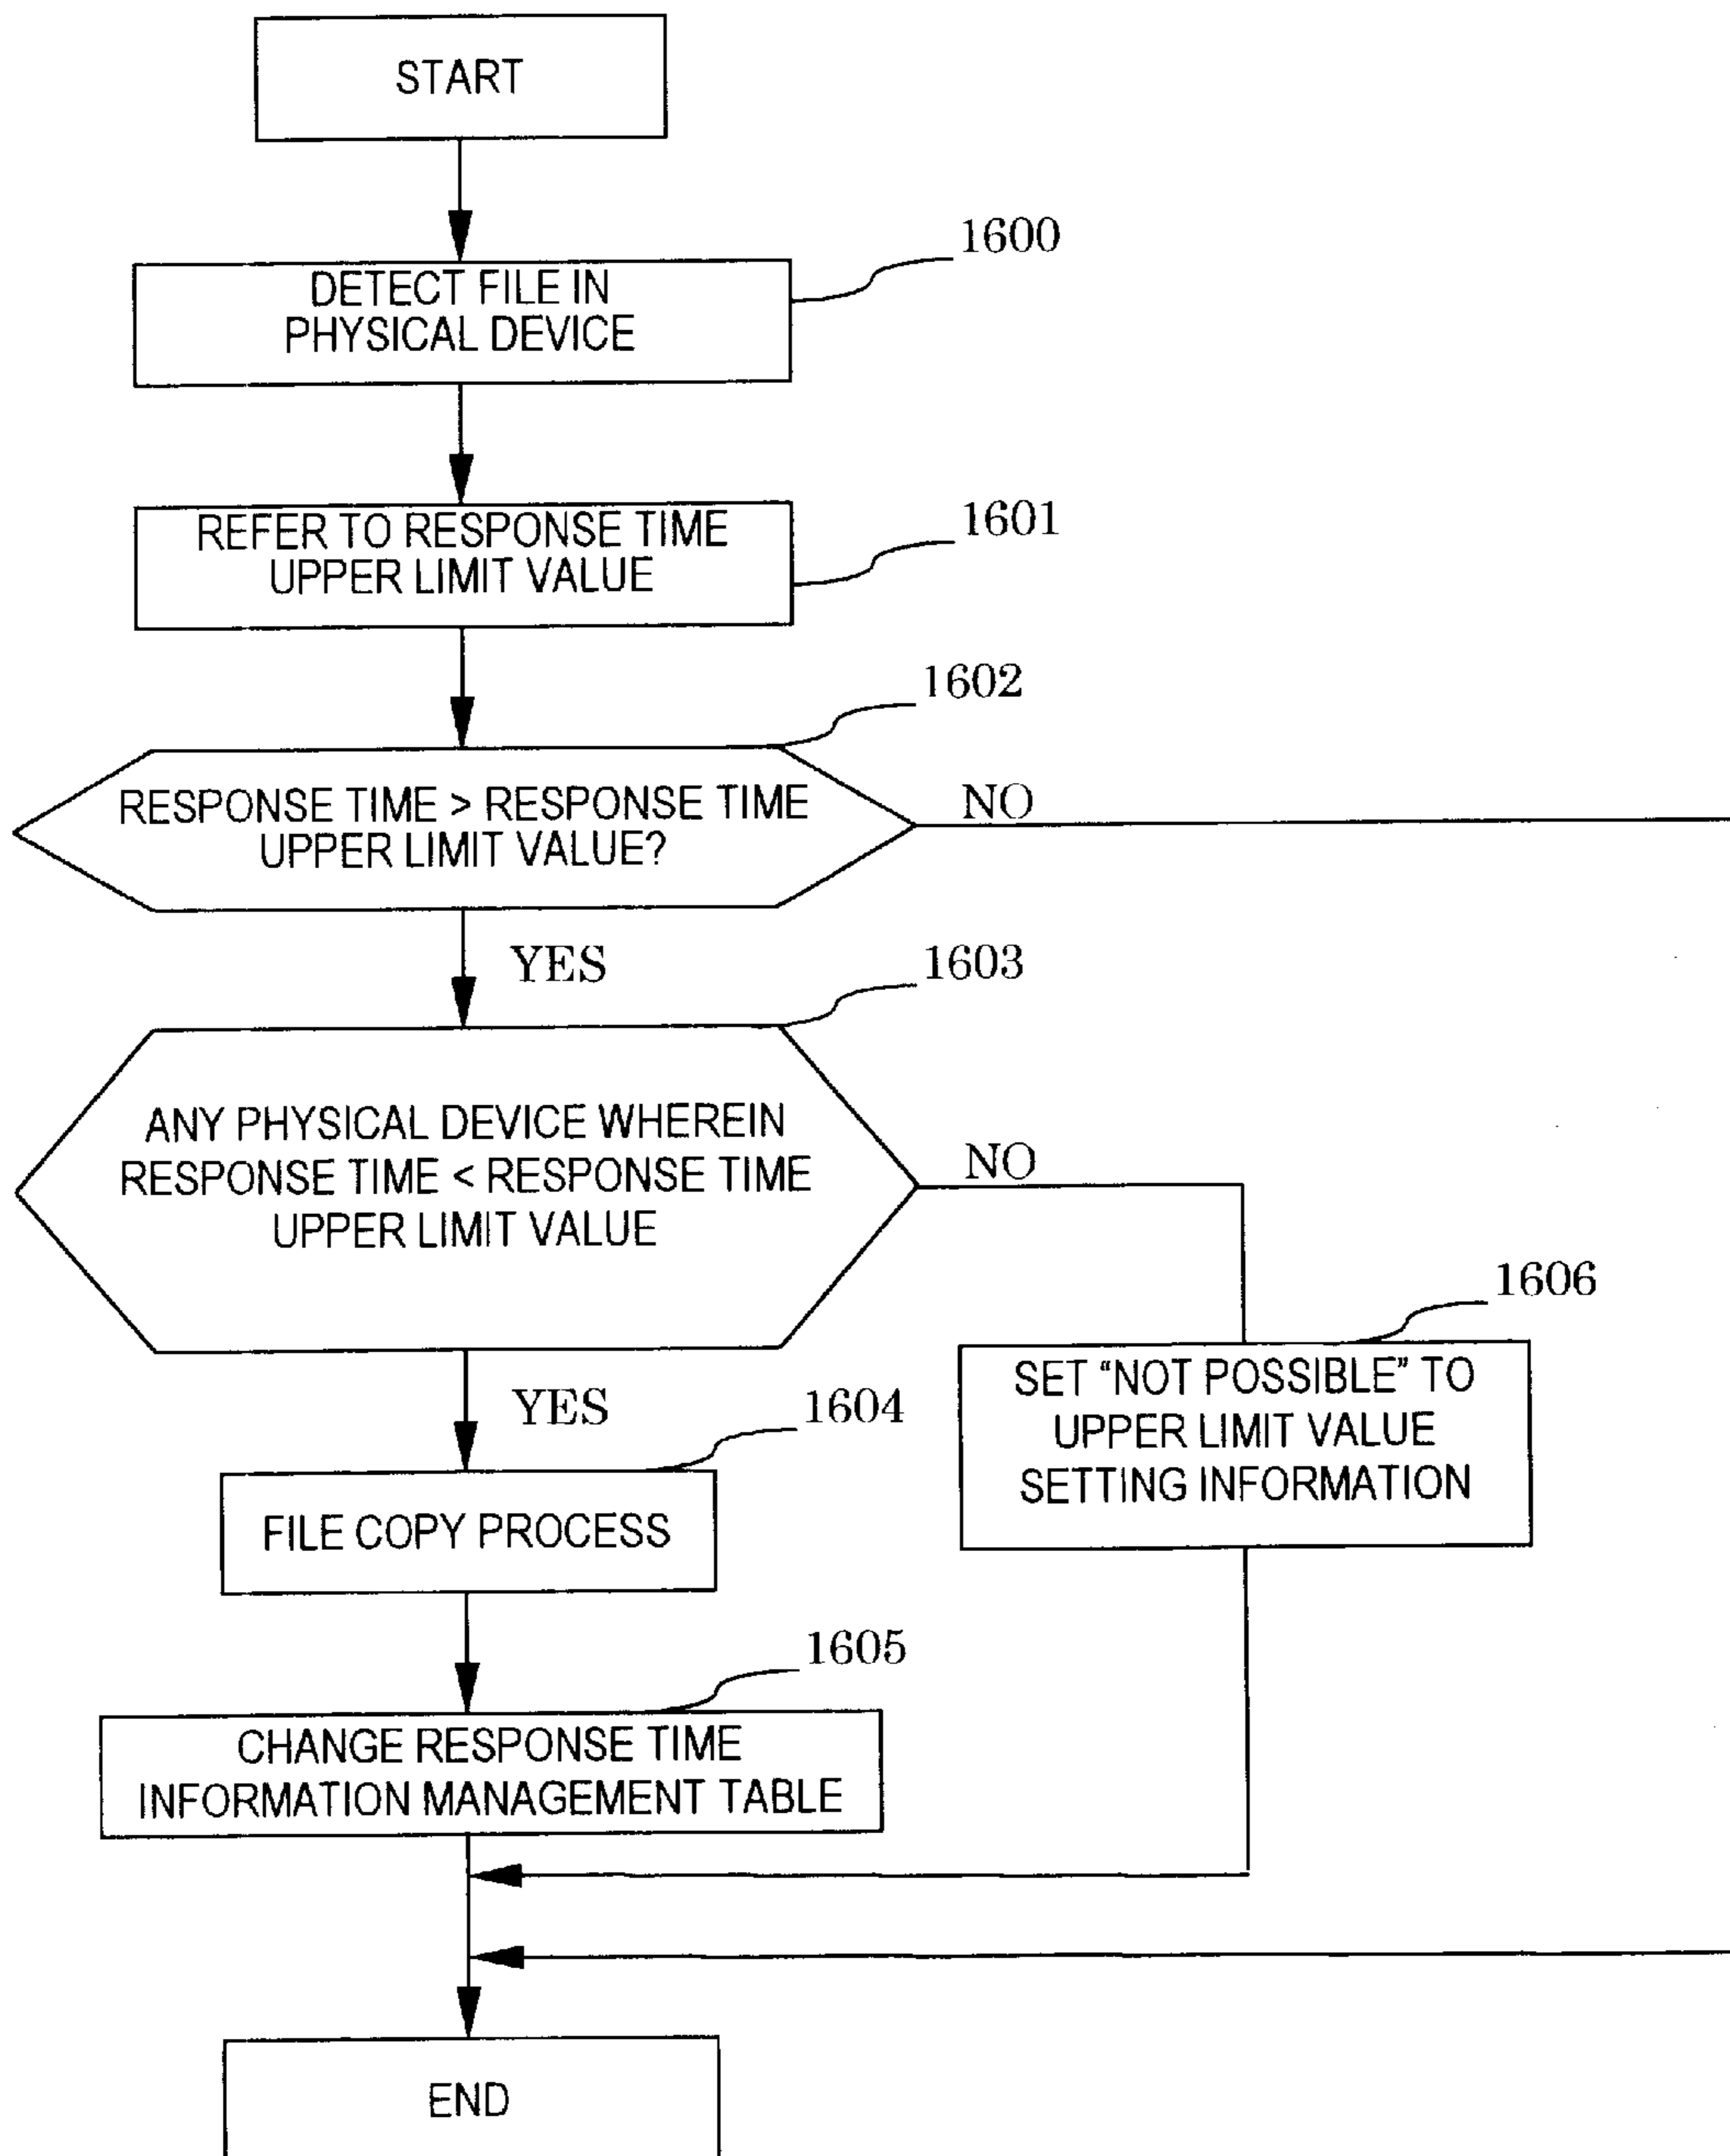 START
1600
DETECT FILE IN
PHYSICAL DEVICE
1601
REFER TO RESPONSE TIME
UPPER LIMIT VALUE
1602
RESPONSE TIME > RESPONSE TIME
UPPER LIMIT VALUE?
NO
YES
1603
ANY PHYSICAL DEVICE WHEREIN
RESPONSE TIME < RESPONSE TIME
UPPER LIMIT VALUE
NO
1606
SET “NOT POSSIBLE” TO
UPPER LIMIT VALUE
SETTING INFORMATION
YES
1604
FILE COPY PROCESS
1605
CHANGE RESPONSE TIME
INFORMATION MANAGEMENT TABLE
END